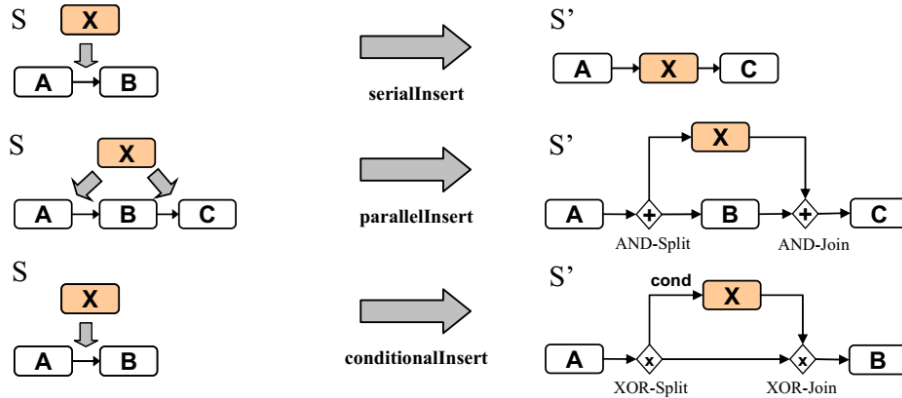 S
X
A B
serialInsert
S’
A X C
S
X
A B C
parallelInsert
S’
X
A + B + C
AND-Split AND-Join
S
X
A B
conditionalInsert
S’
cond X
A x x B
XOR-Split XOR-Join